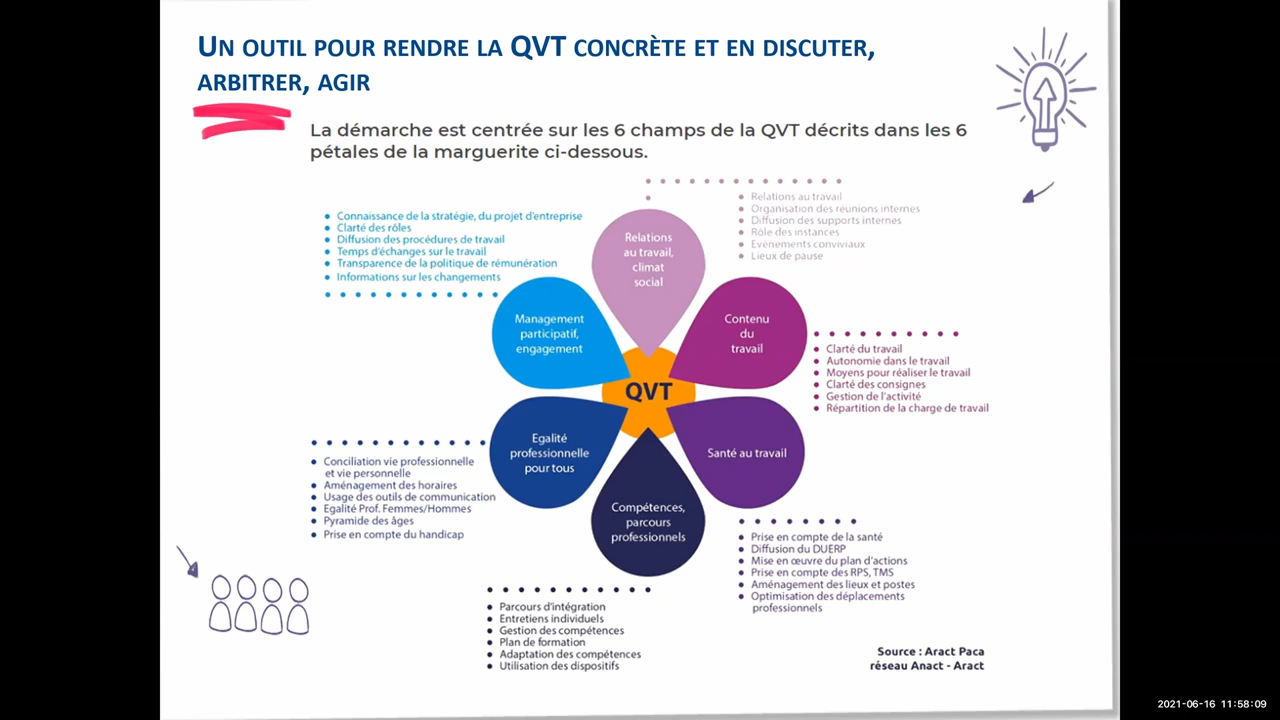 UN OUTIL POUR RENDRE LA QVT CONCRÈTE ET EN DISCUTER,
ARBITRER, AGIR
La démarche est centrée sur les 6 champs de la QVT décrits dans les 6
pétales de la marguerite ci-dessous.
Relations au travail
Organisation des réunions internes
Diffusion des supports internes
Rôle des instances
Evénements conviviaux
Lieux de pause
Connaissance de la stratégie, du projet d'entreprise
Clarté des rôles
Diffusion des procédures de travail
Temps d'échanges sur le travail
Transparence de la politique de rémunération
Informations sur les changements
Relations
au travail,
climat
social
Management
participatif,
engagement
Contenu
du
travail
Clarté du travail
Autonomie dans le travail
Moyens pour réaliser le travail
Clarté des consignes
Gestion de l'activité
Répartition de la charge de travail
QVT
Egalité
professionnelle
pour tous
Santé au travail
Conciliation vie professionnelle
et vie personnelle
Aménagement des horaires
Usage des outils de communication
Egalité Prof. Femmes/Hommes
Pyramide des âges
Prise en compte du handicap
Compétences,
parcours
professionnels
Prise en compte de la santé
Diffusion du DUERP
Mise en œuvre du plan d'actions
Prise en compte des RPS, TMS
Aménagement des lieux et postes
Optimisation des déplacements
professionnels
Parcours d'intégration
Entretiens individuels
Gestion des compétences
Plan de formation
Adaptation des compétences
Utilisation des dispositifs
Source : Aract Paca
réseau Anact - Aract
2021-06-16 11:58:09